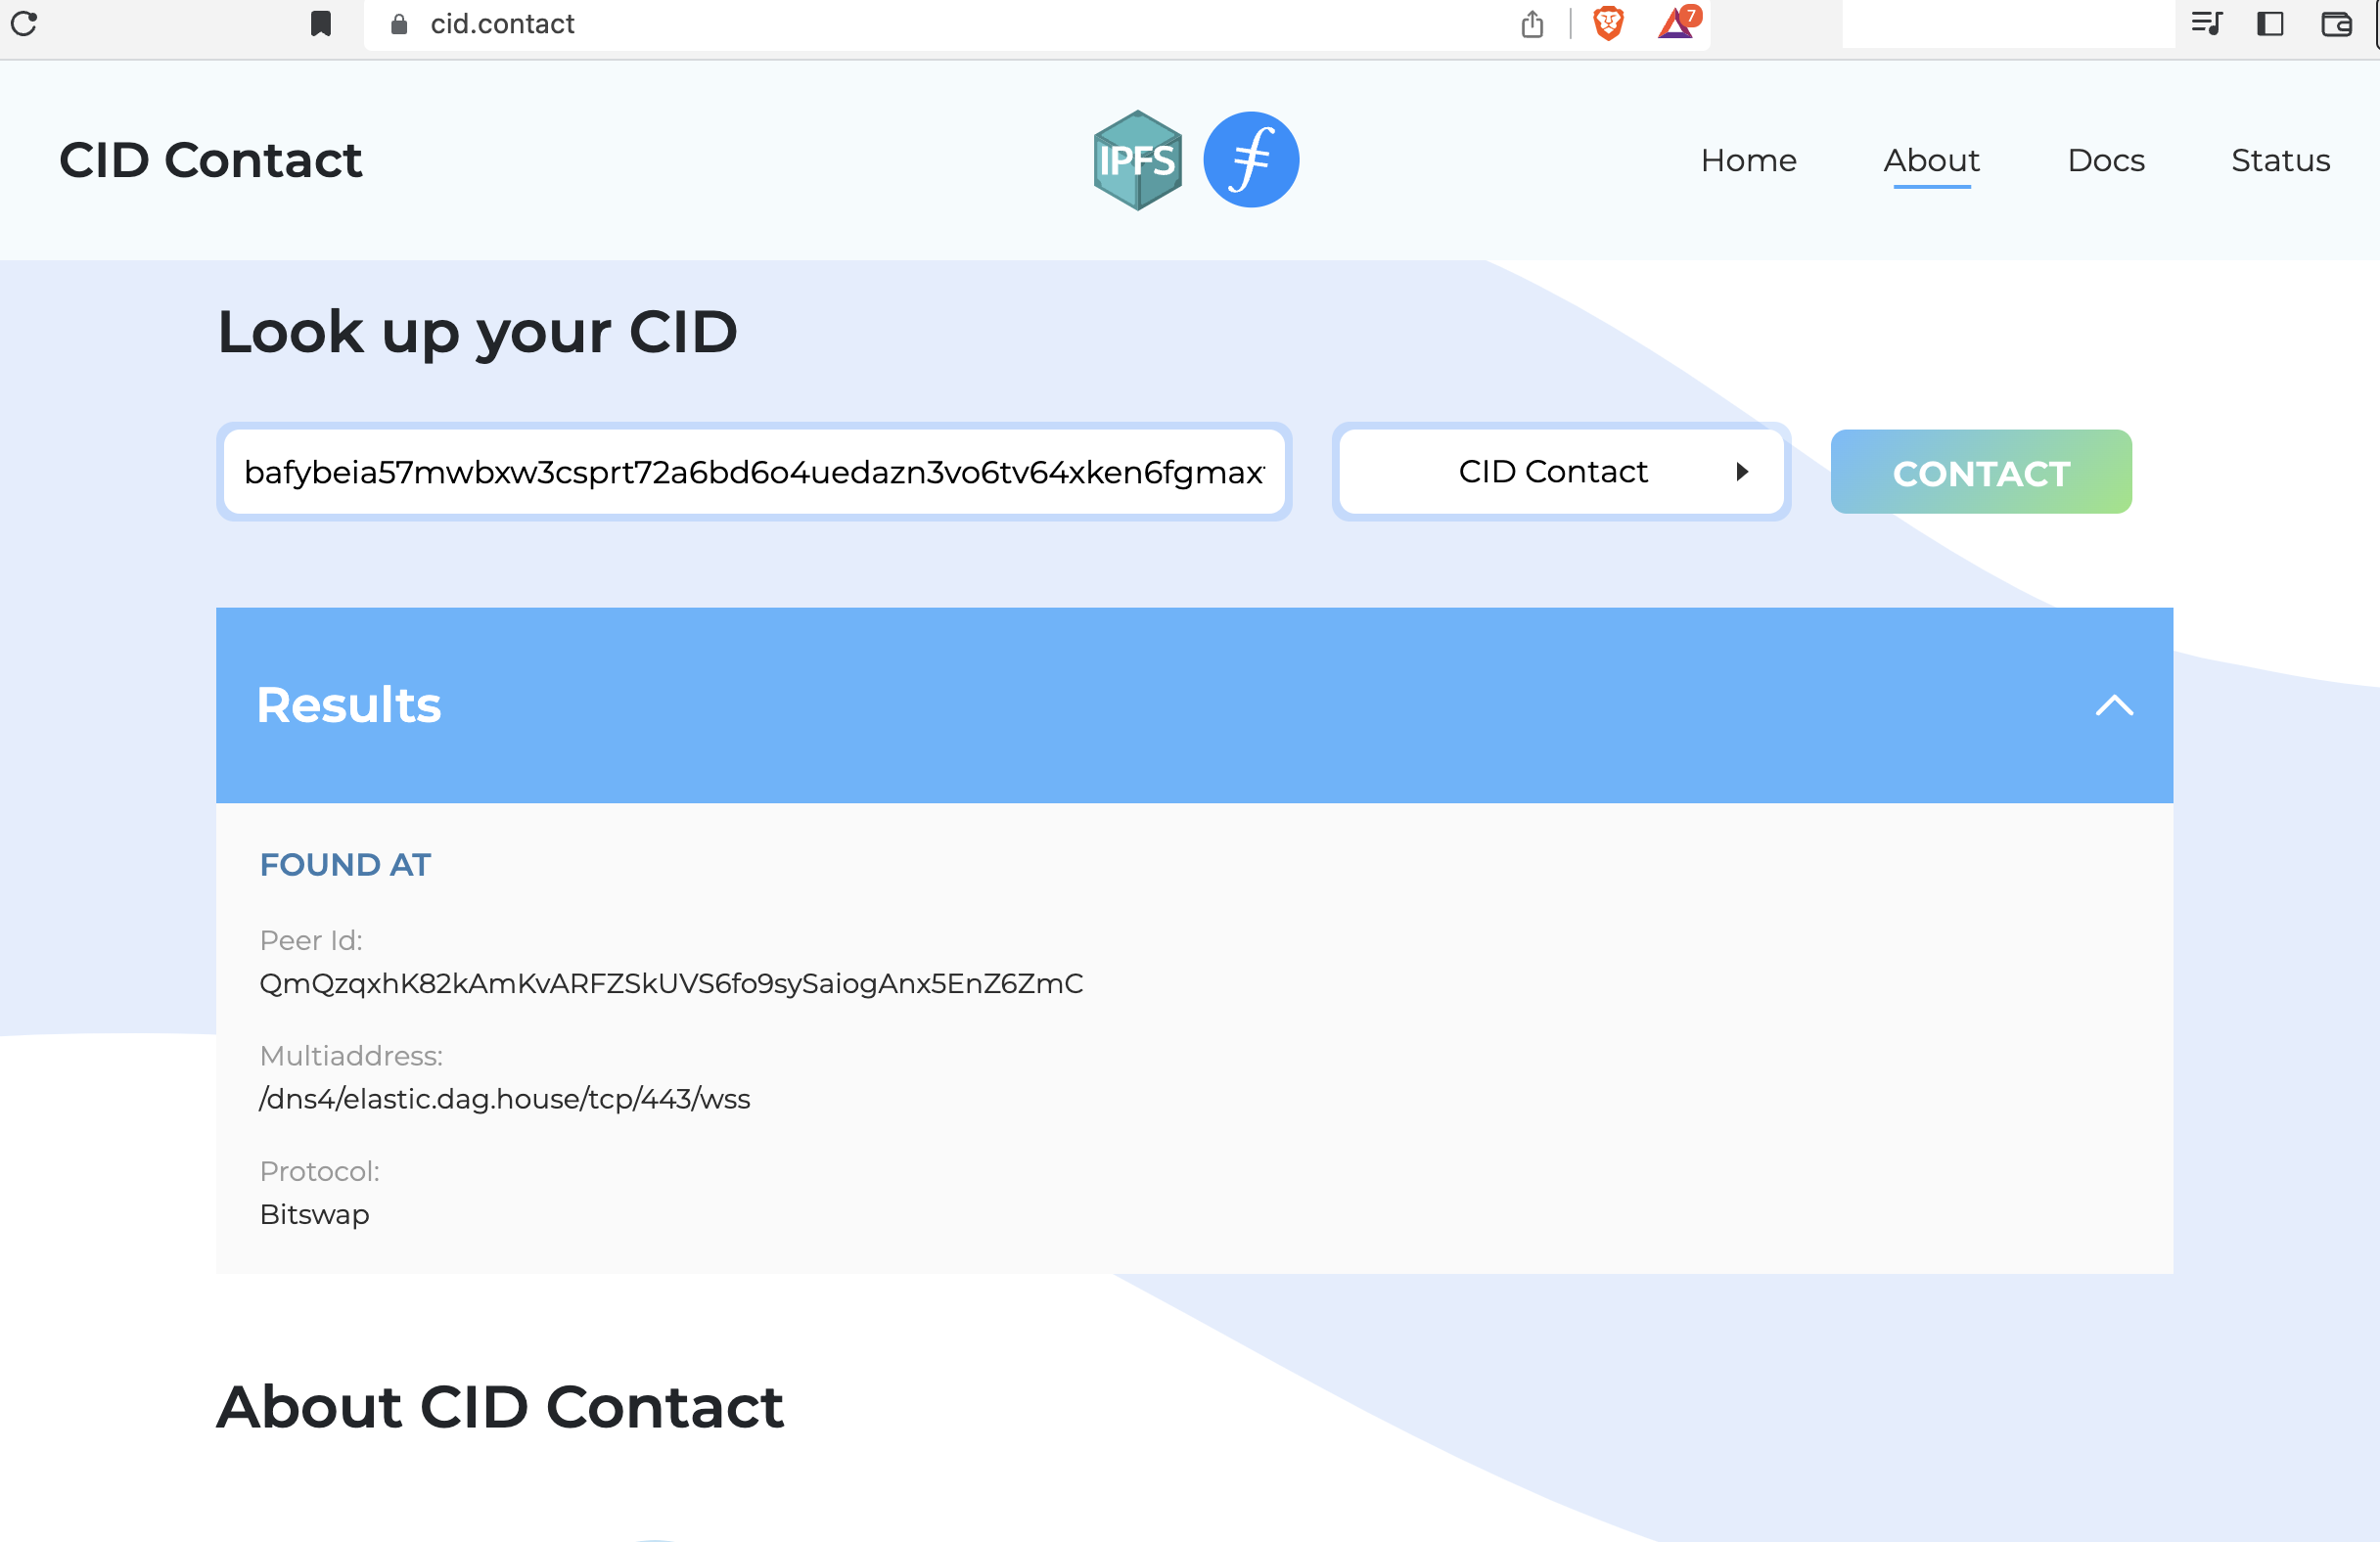 cid.contact
7
CID Contact
IPFS
Home About Docs Status
Look up your CID
bafybeia57mwbxw3csprt72a6bd6o4uedazn3vo6tv64xken6fgmax
CID Contact
CONTACT
Results
FOUND AT
Peer Id:
QmQzqxhK82kAmKvARFZSkUVS6fo9sySaiogAnx5EnZ6ZmC
Multiaddress:
/dns4/elastic.dag.house/tcp/443/wss
Protocol:
Bitswap
About CID Contact